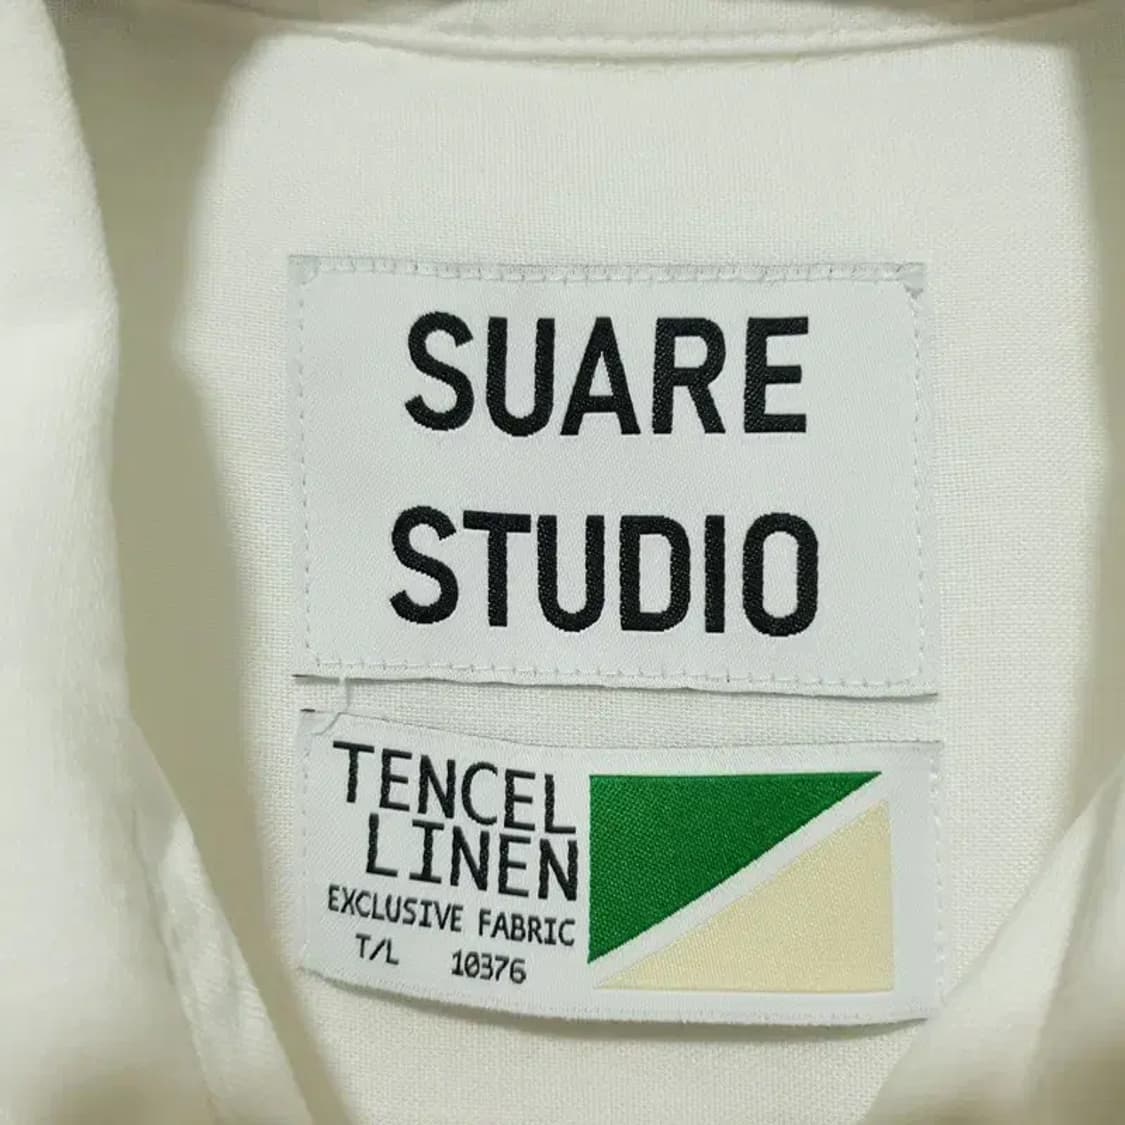 SUARE
STUDIO
TENCEL
LINEN
EXCLUSIVE FABRIC
T/L 10376